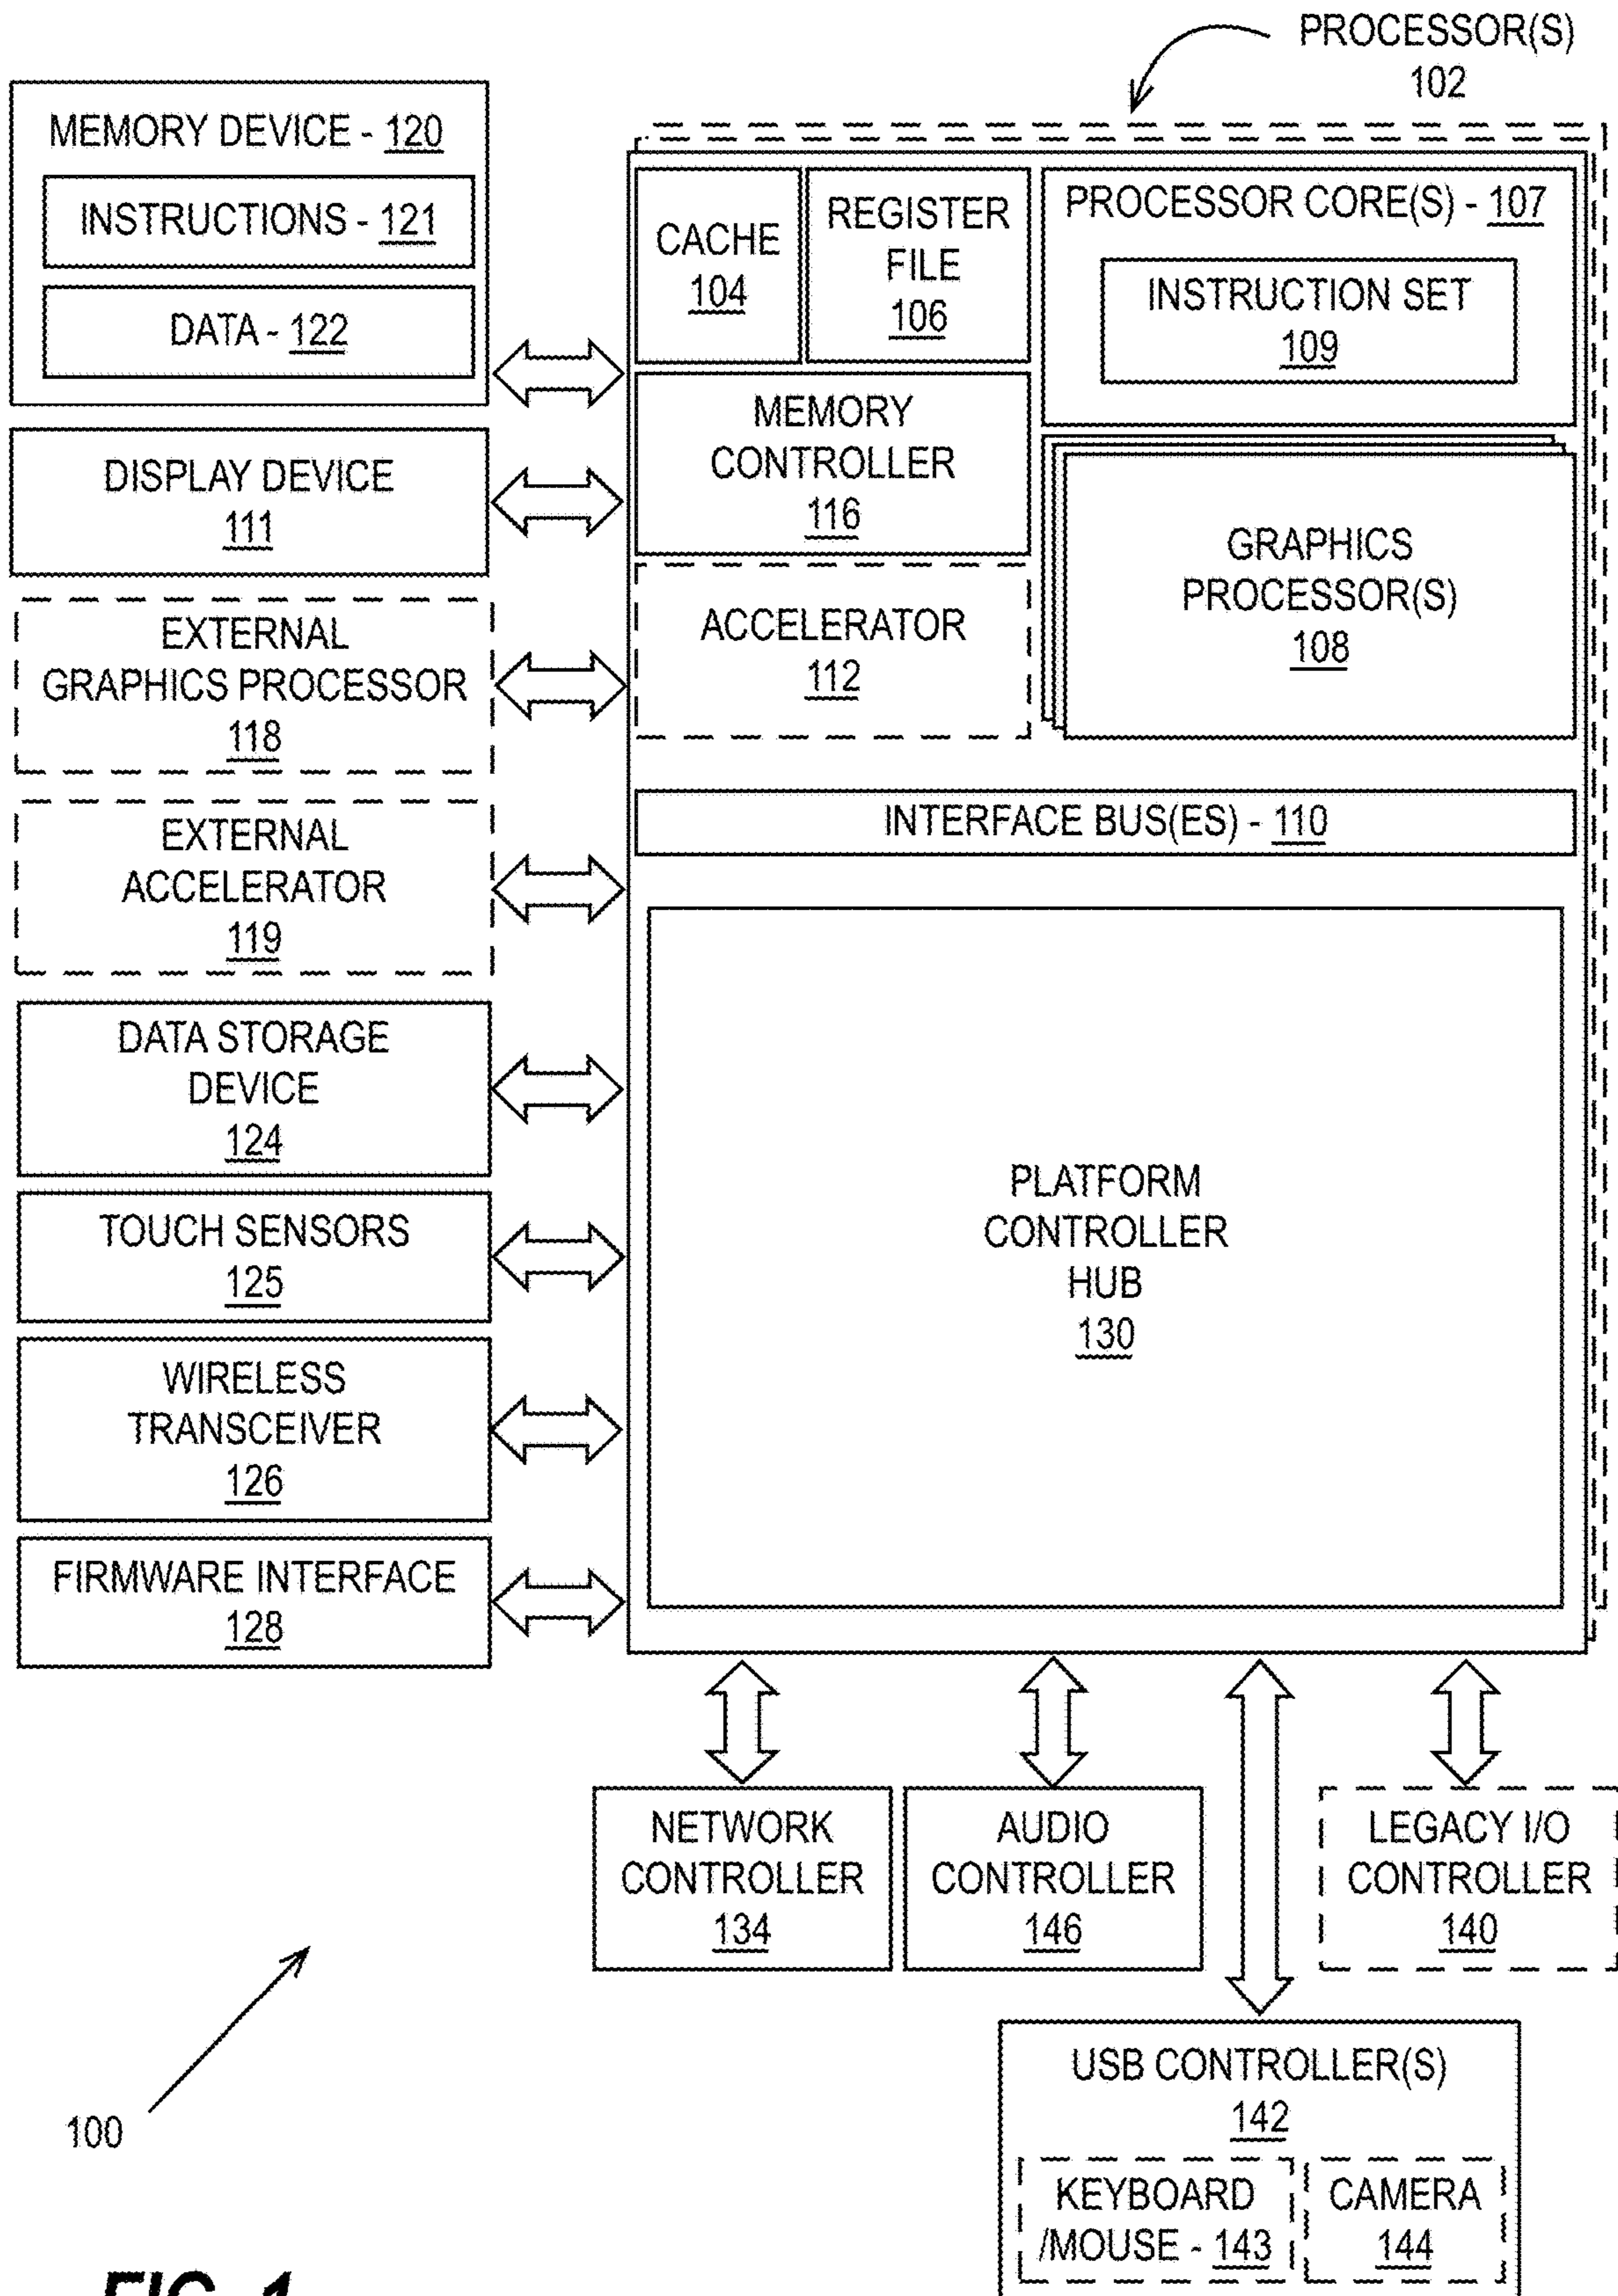 PROCESSOR(S)
102
MEMORY DEVICE - 120
INSTRUCTIONS - 121
DATA - 122
DISPLAY DEVICE
111
EXTERNAL
GRAPHICS PROCESSOR
118
EXTERNAL
ACCELERATOR
119
DATA STORAGE
DEVICE
124
TOUCH SENSORS
125
WIRELESS
TRANSCEIVER
126
FIRMWARE INTERFACE
128
CACHE
104
REGISTER
FILE
106
PROCESSOR CORE(S) - 107
INSTRUCTION SET
109
MEMORY
CONTROLLER
116
ACCELERATOR
112
GRAPHICS
PROCESSOR(S)
108
INTERFACE BUS(ES) - 110
PLATFORM
CONTROLLER
HUB
130
NETWORK
CONTROLLER
134
AUDIO
CONTROLLER
146
LEGACY I/O
CONTROLLER
140
USB CONTROLLER(S)
142
KEYBOARD
/MOUSE - 143
CAMERA
144
100
FIG. 1